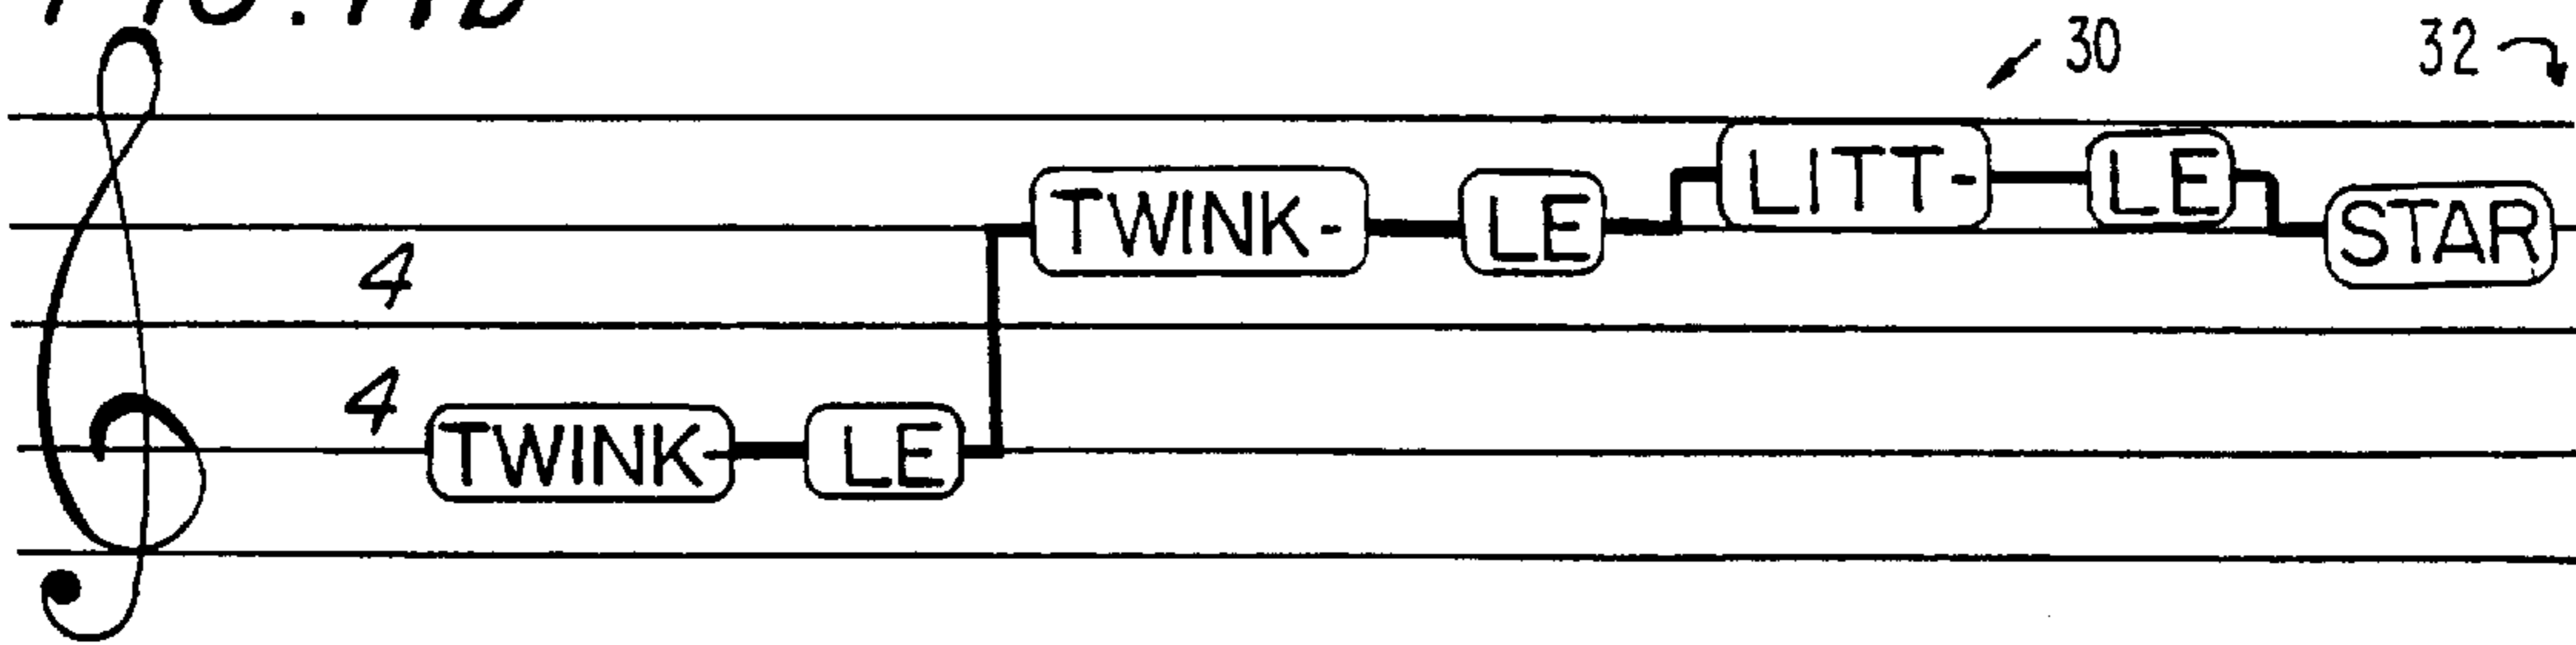 30 32
TWINK- LE LITT- LE STAR
4
4
TWINK- LE